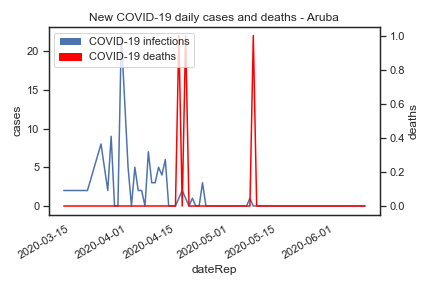 New COVID-19 daily cases and deaths - Aruba
COVID-19 infections
COVID-19 deaths
20
15
10
5
0
cases
1.0
0.8
0.6
0.4
0.2
0.0
deaths
2020-03-15
2020-04-01
2020-04-15
2020-05-01
2020-05-15
2020-06-01
dateRep